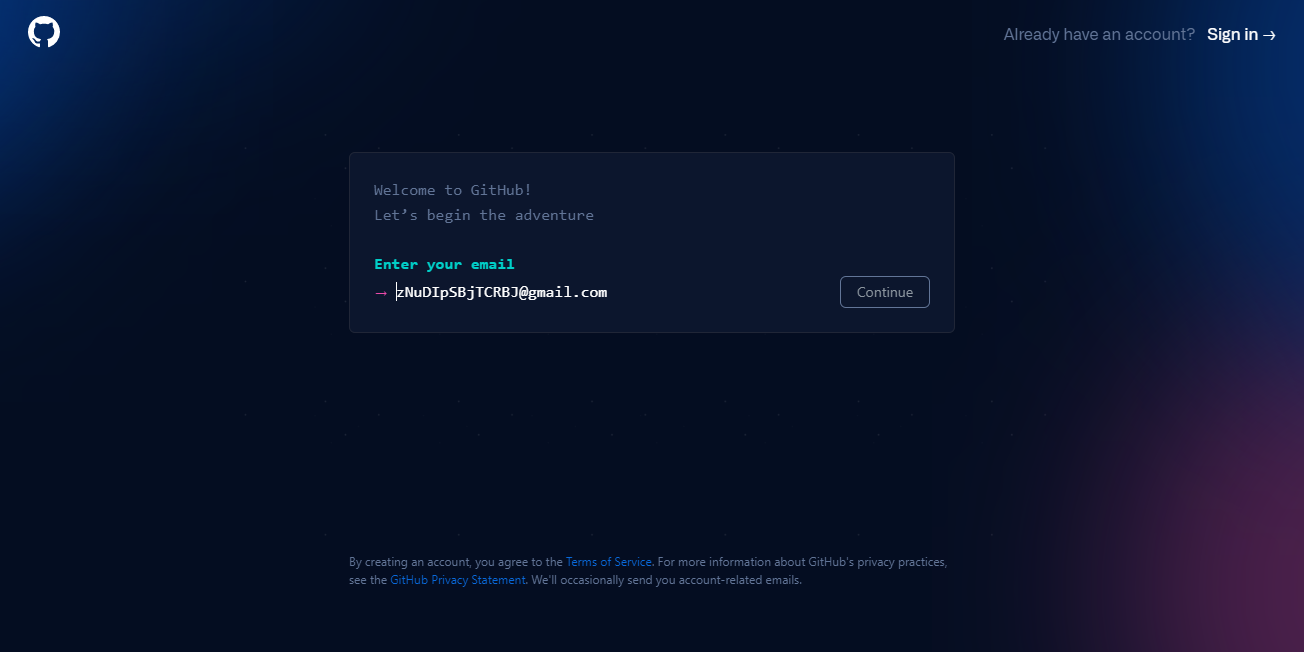 Already have an account? Sign in →
Welcome to GitHub!
Let’s begin the adventure
Enter your email
→ zNuDIpSBjTCRBJ@gmail.com
Continue
By creating an account, you agree to the Terms of Service. For more information about GitHub's privacy practices,
see the GitHub Privacy Statement. We'll occasionally send you account-related emails.